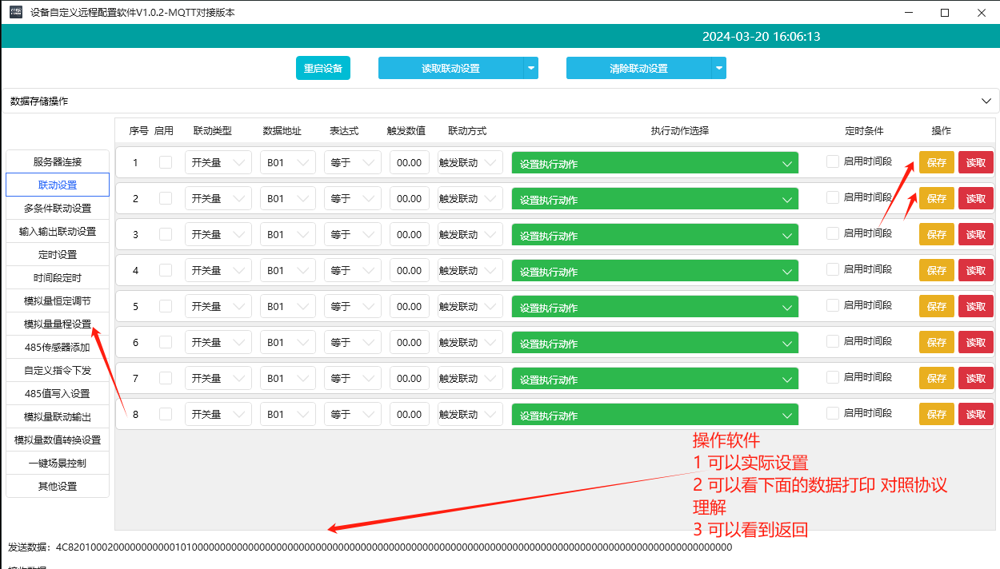 设备自定义远程配置软件V1.0.2-MQTT对接版本
2024-03-20 16:06:13
重启设备 读取联动设置 清除联动设置
数据存储操作
序号 启用 联动类型 数据地址 表达式 触发数值 联动方式 执行动作选择 定时条件 操作
1 开关量 B01 等于 00.00 触发联动 设置执行动作 启用时间段 保存 读取
2 开关量 B01 等于 00.00 触发联动 设置执行动作 启用时间段 保存 读取
3 开关量 B01 等于 00.00 触发联动 设置执行动作 启用时间段 保存 读取
4 开关量 B01 等于 00.00 触发联动 设置执行动作 启用时间段 保存 读取
5 开关量 B01 等于 00.00 触发联动 设置执行动作 启用时间段 保存 读取
6 开关量 B01 等于 00.00 触发联动 设置执行动作 启用时间段 保存 读取
7 开关量 B01 等于 00.00 触发联动 设置执行动作 启用时间段 保存 读取
8 开关量 B01 等于 00.00 触发联动 设置执行动作 启用时间段 保存 读取
服务器连接
联动设置
多条件联动设置
输入输出联动设置
定时设置
时间段定时
模拟量恒定调节
模拟量量程设置
485传感器添加
自定义指令下发
485值写入设置
模拟量联动输出
模拟量数值转换设置
一键场景控制
其他设置
操作软件
1 可以实际设置
2 可以看下面的数据打印 对照协议
理解
3 可以看到返回
发送数据: